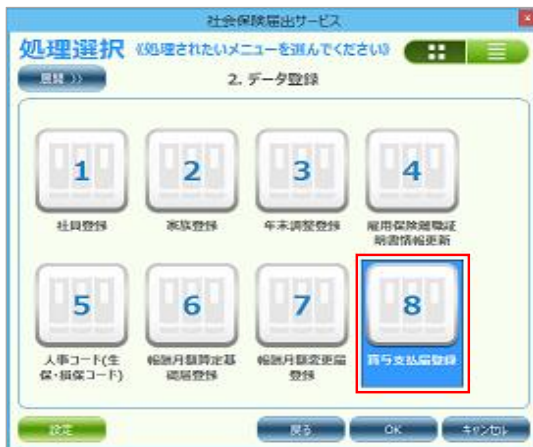 社会保険届出サービス
処理選択 《処理されたいメニューを選んでください》
展開 >>
2. データ登録
1
2
3
4
社員登録
家族登録
年末調整登録
雇用保険離職証
明書情報更新
5
6
7
8
人事コード(生
保・損保コード)
報酬月額算定基
礎届登録
報酬月額変更届
登録
賞与支払届登録
設定
戻る
OK
キャンセル